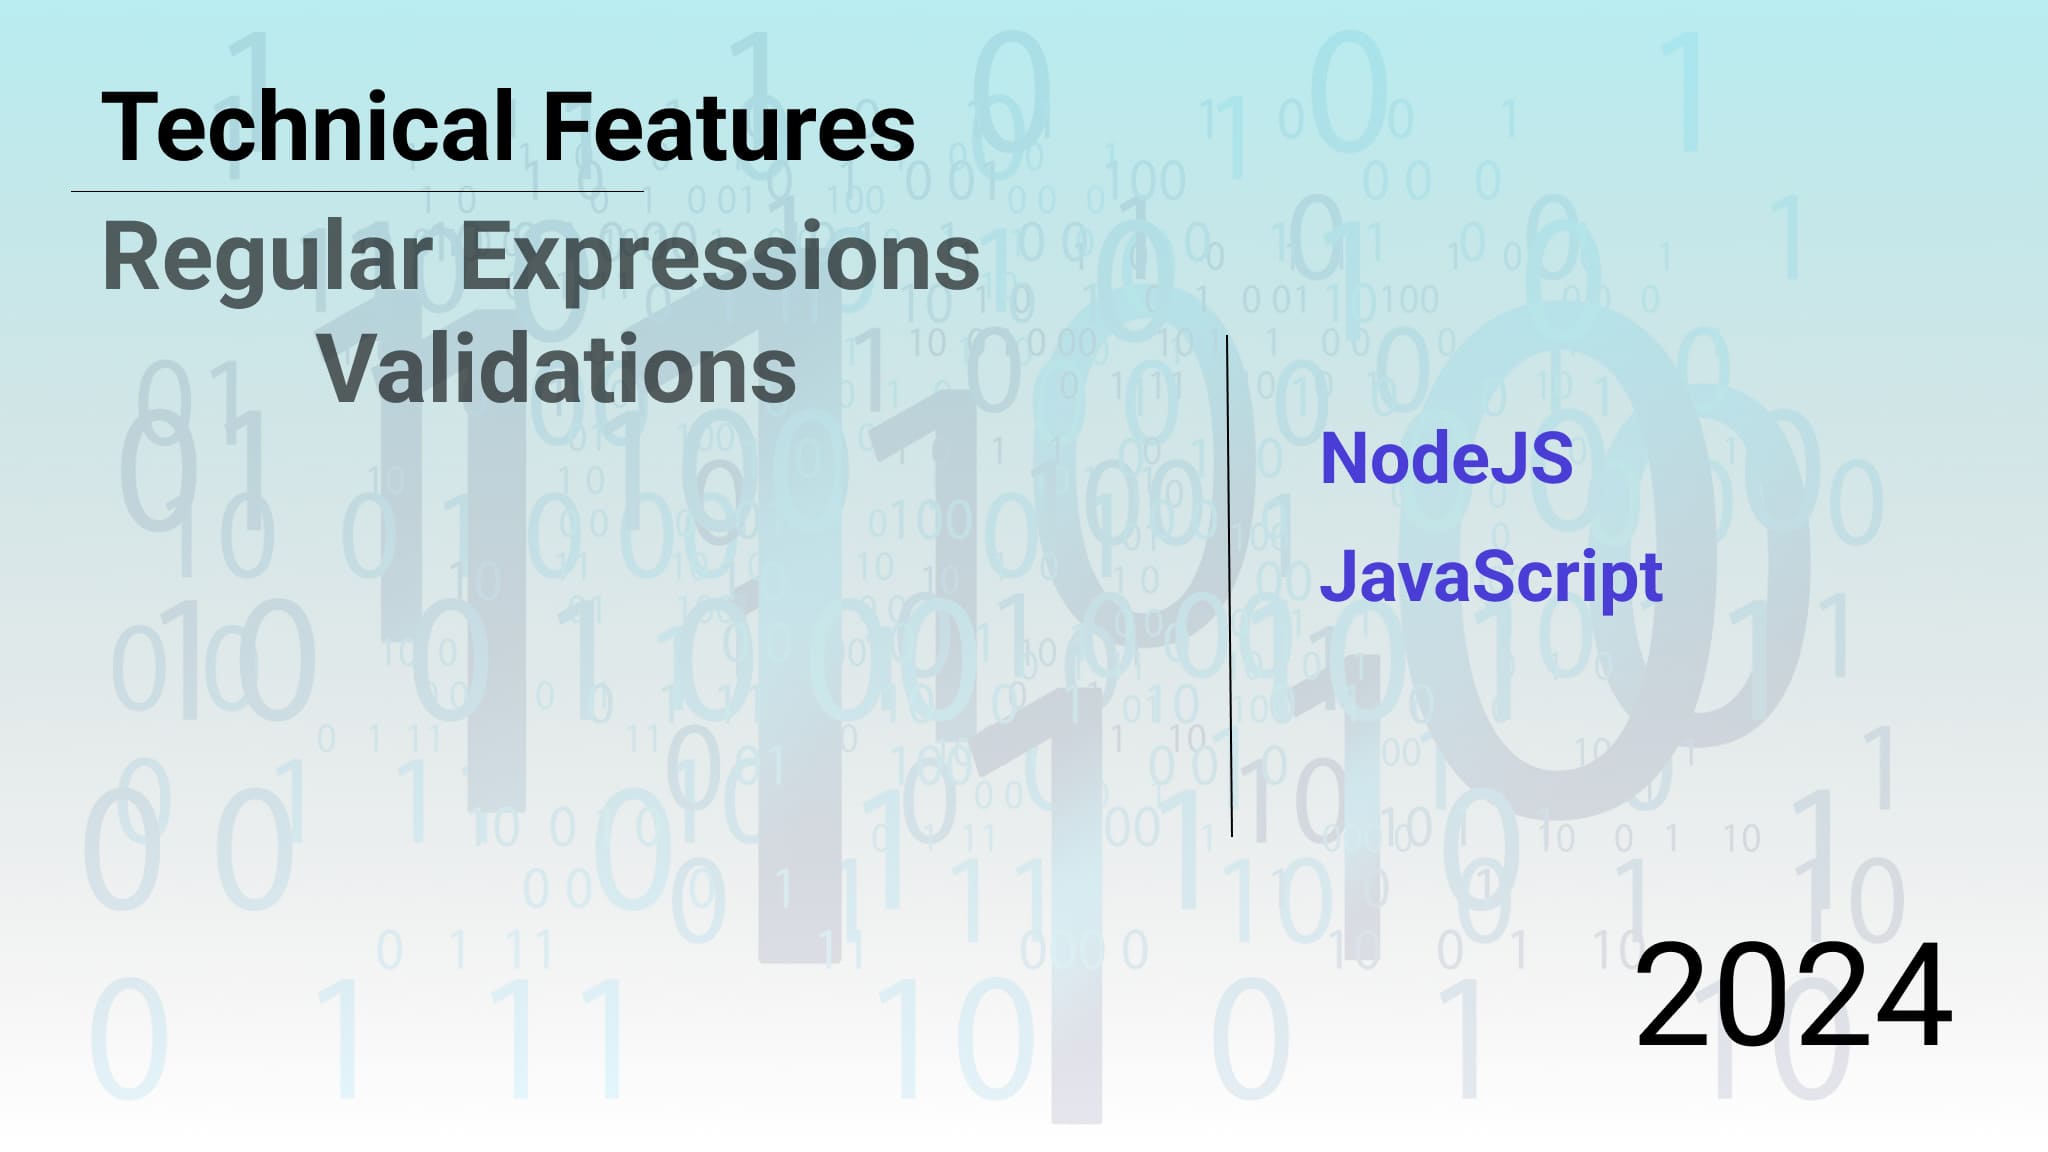 Technical Features
Regular Expressions
Validations
NodeJS
JavaScript
2024